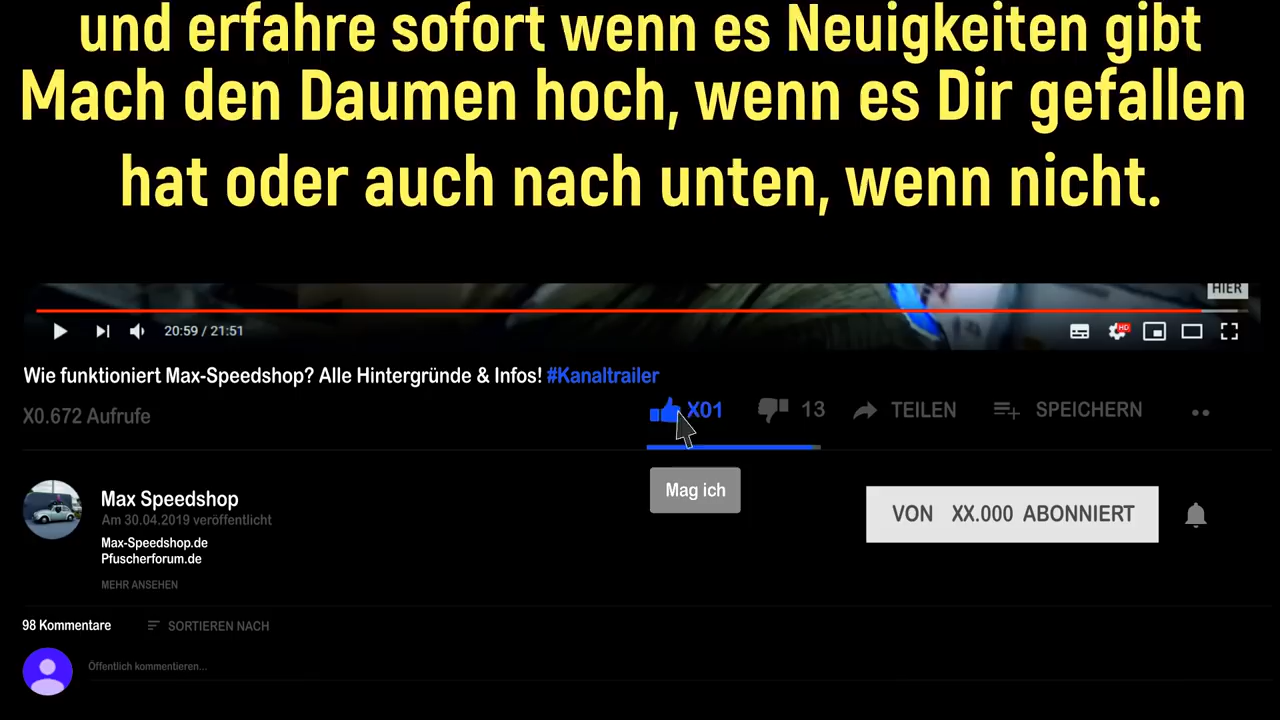 und erfahre sofort wenn es Neuigkeiten gibt
Mach den Daumen hoch, wenn es Dir gefallen
hat oder auch nach unten, wenn nicht.
HIER
20:59 / 21:51
HD
Wie funktioniert Max-Speedshop? Alle Hintergründe & Infos! #Kanaltrailer
X0.672 Aufrufe
X01 13 TEILEN SPEICHERN
Mag ich
Max Speedshop
Am 30.04.2019 veröffentlicht
VON XX.000 ABONNIERT
Max-Speedshop.de
Pfuscherforum.de
MEHR ANSEHEN
98 Kommentare SORTIEREN NACH
Öffentlich kommentieren...